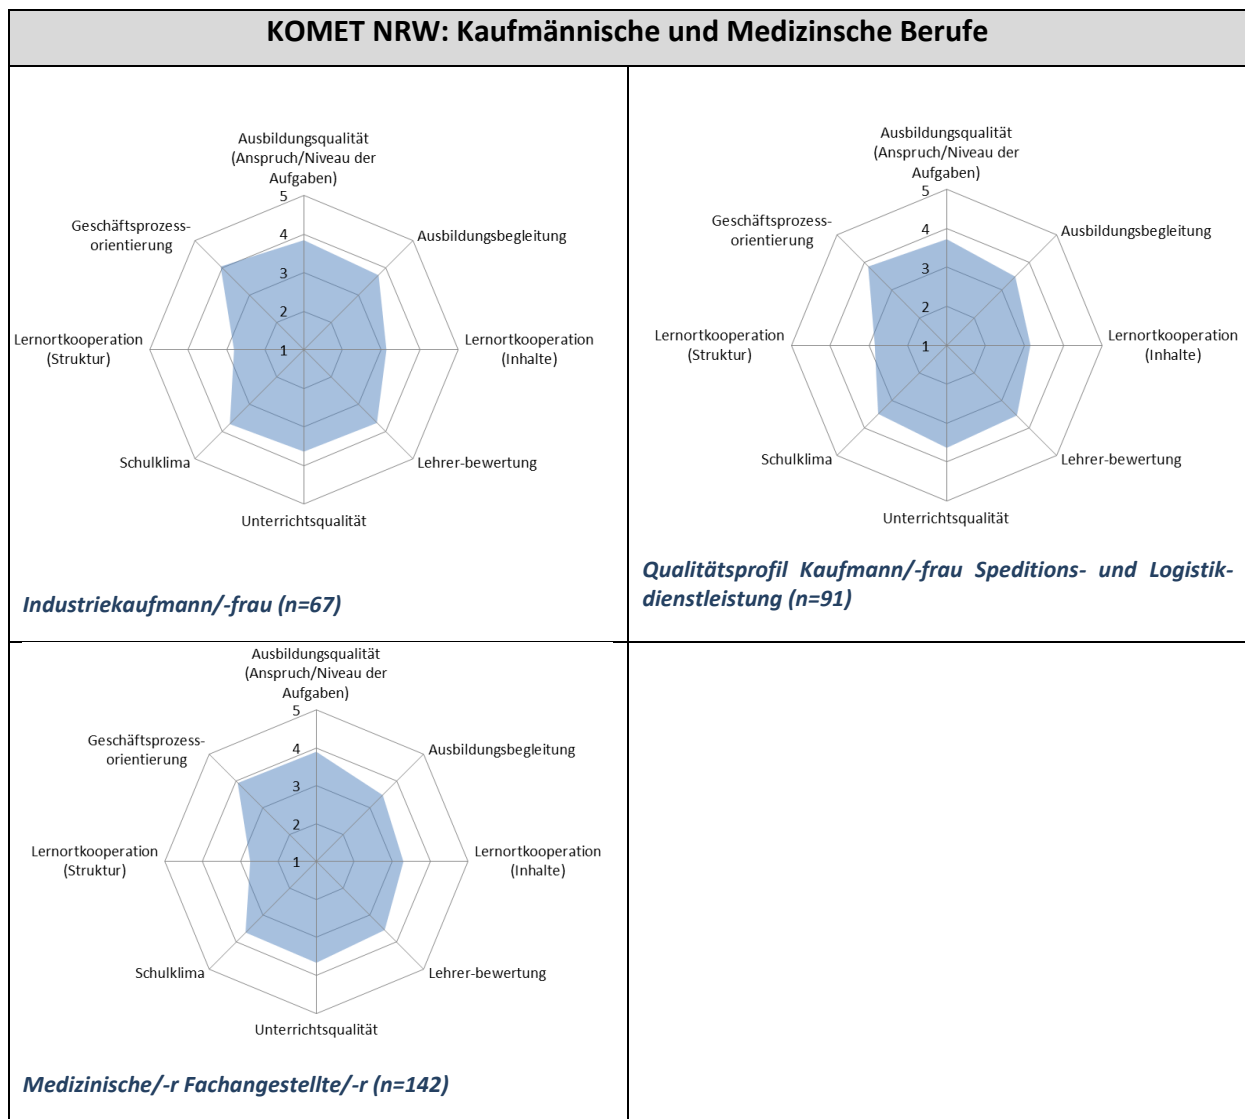 KOMET NRW: Kaufmännische und Medizinsche Berufe
Ausbildungsqualität
(Anspruch/Niveau der
Aufgaben)
5
4
3
2
1
Ausbildungsbegleitung
Lernortkooperation
(Inhalte)
Lehrer-bewertung
Unterrichtsqualität
Schulklima
Lernortkooperation
(Struktur)
Geschäftsprozess-
orientierung
Industriekaufmann/-frau (n=67)
Ausbildungsqualität
(Anspruch/Niveau der
Aufgaben)
5
4
3
2
1
Ausbildungsbegleitung
Lernortkooperation
(Inhalte)
Lehrer-bewertung
Unterrichtsqualität
Schulklima
Lernortkooperation
(Struktur)
Geschäftsprozess-
orientierung
Qualitätsprofil Kaufmann/-frau Speditions- und Logistik-
dienstleistung (n=91)
Ausbildungsqualität
(Anspruch/Niveau der
Aufgaben)
5
4
3
2
1
Ausbildungsbegleitung
Lernortkooperation
(Inhalte)
Lehrer-bewertung
Unterrichtsqualität
Schulklima
Lernortkooperation
(Struktur)
Geschäftsprozess-
orientierung
Medizinische/-r Fachangestellte/-r (n=142)